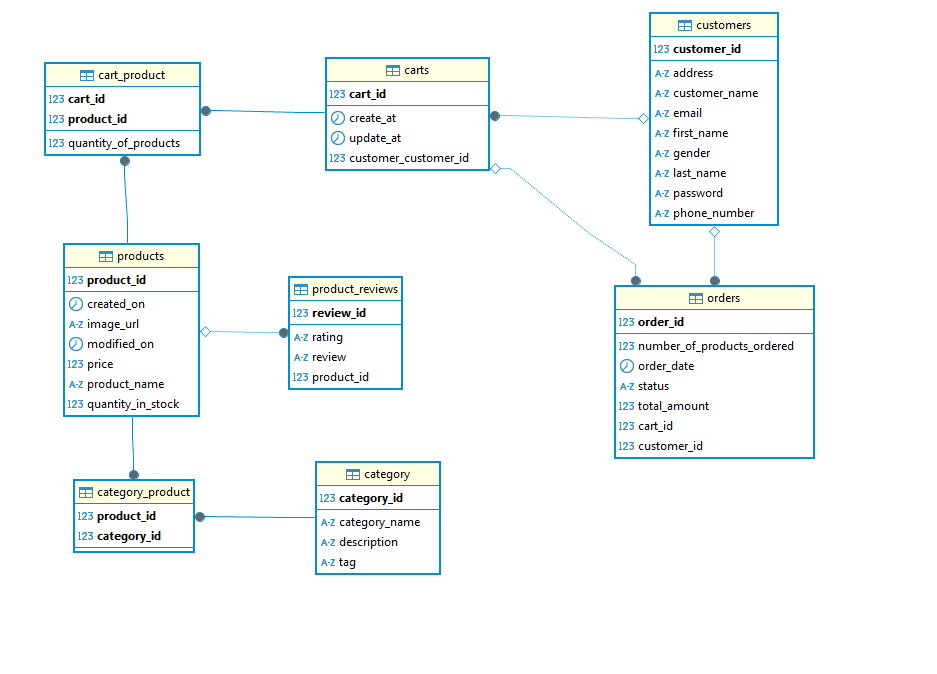 cart_product
123 cart_id
123 product_id
123 quantity_of_products
carts
123 cart_id
create_at
update_at
123 customer_customer_id
customers
123 customer_id
A-Z address
A-Z customer_name
A-Z email
A-Z first_name
A-Z gender
A-Z last_name
A-Z password
A-Z phone_number
products
123 product_id
created_on
A-Z image_url
modified_on
123 price
A-Z product_name
123 quantity_in_stock
product_reviews
123 review_id
A-Z rating
A-Z review
123 product_id
orders
123 order_id
123 number_of_products_ordered
order_date
A-Z status
123 total_amount
123 cart_id
123 customer_id
category_product
123 product_id
123 category_id
category
123 category_id
A-Z category_name
A-Z description
A-Z tag